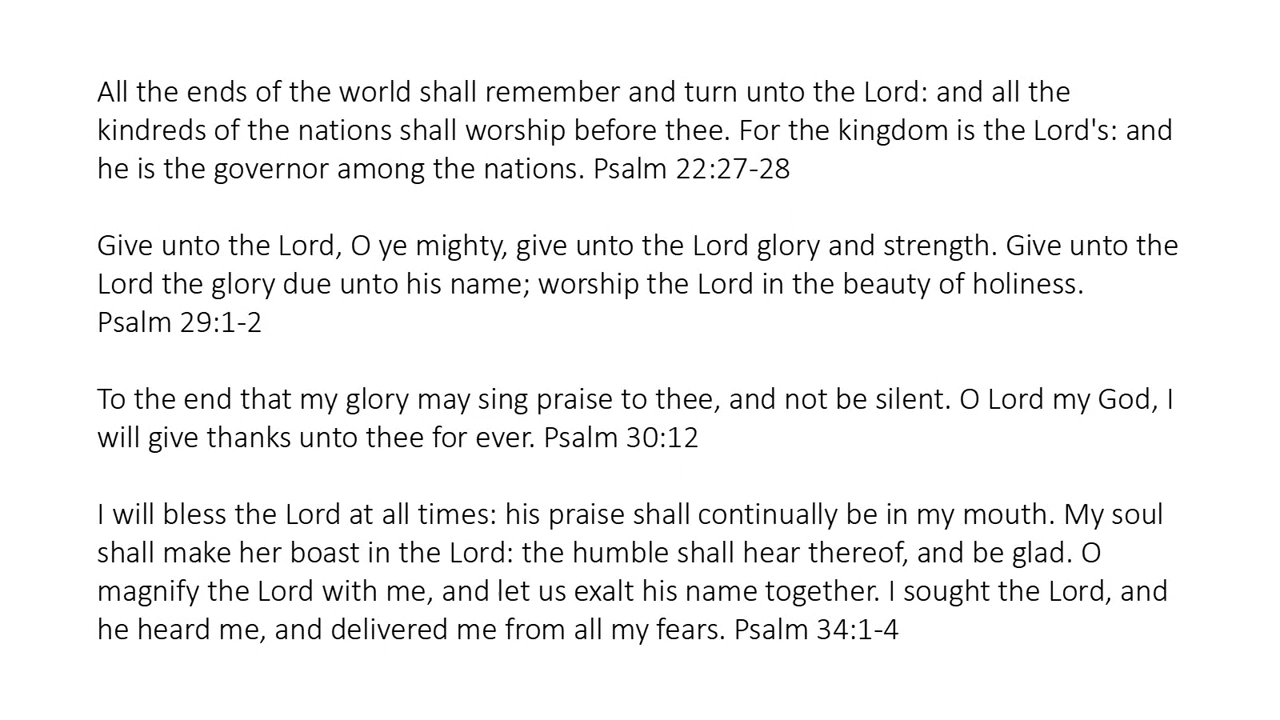 All the ends of the world shall remember and turn unto the Lord: and all the
kindreds of the nations shall worship before thee. For the kingdom is the Lord's: and
he is the governor among the nations. Psalm 22:27-28
Give unto the Lord, O ye mighty, give unto the Lord glory and strength. Give unto the
Lord the glory due unto his name; worship the Lord in the beauty of holiness.
Psalm 29:1-2
To the end that my glory may sing praise to thee, and not be silent. O Lord my God, I
will give thanks unto thee for ever. Psalm 30:12
I will bless the Lord at all times: his praise shall continually be in my mouth. My soul
shall make her boast in the Lord: the humble shall hear thereof, and be glad. O
magnify the Lord with me, and let us exalt his name together. I sought the Lord, and
he heard me, and delivered me from all my fears. Psalm 34:1-4